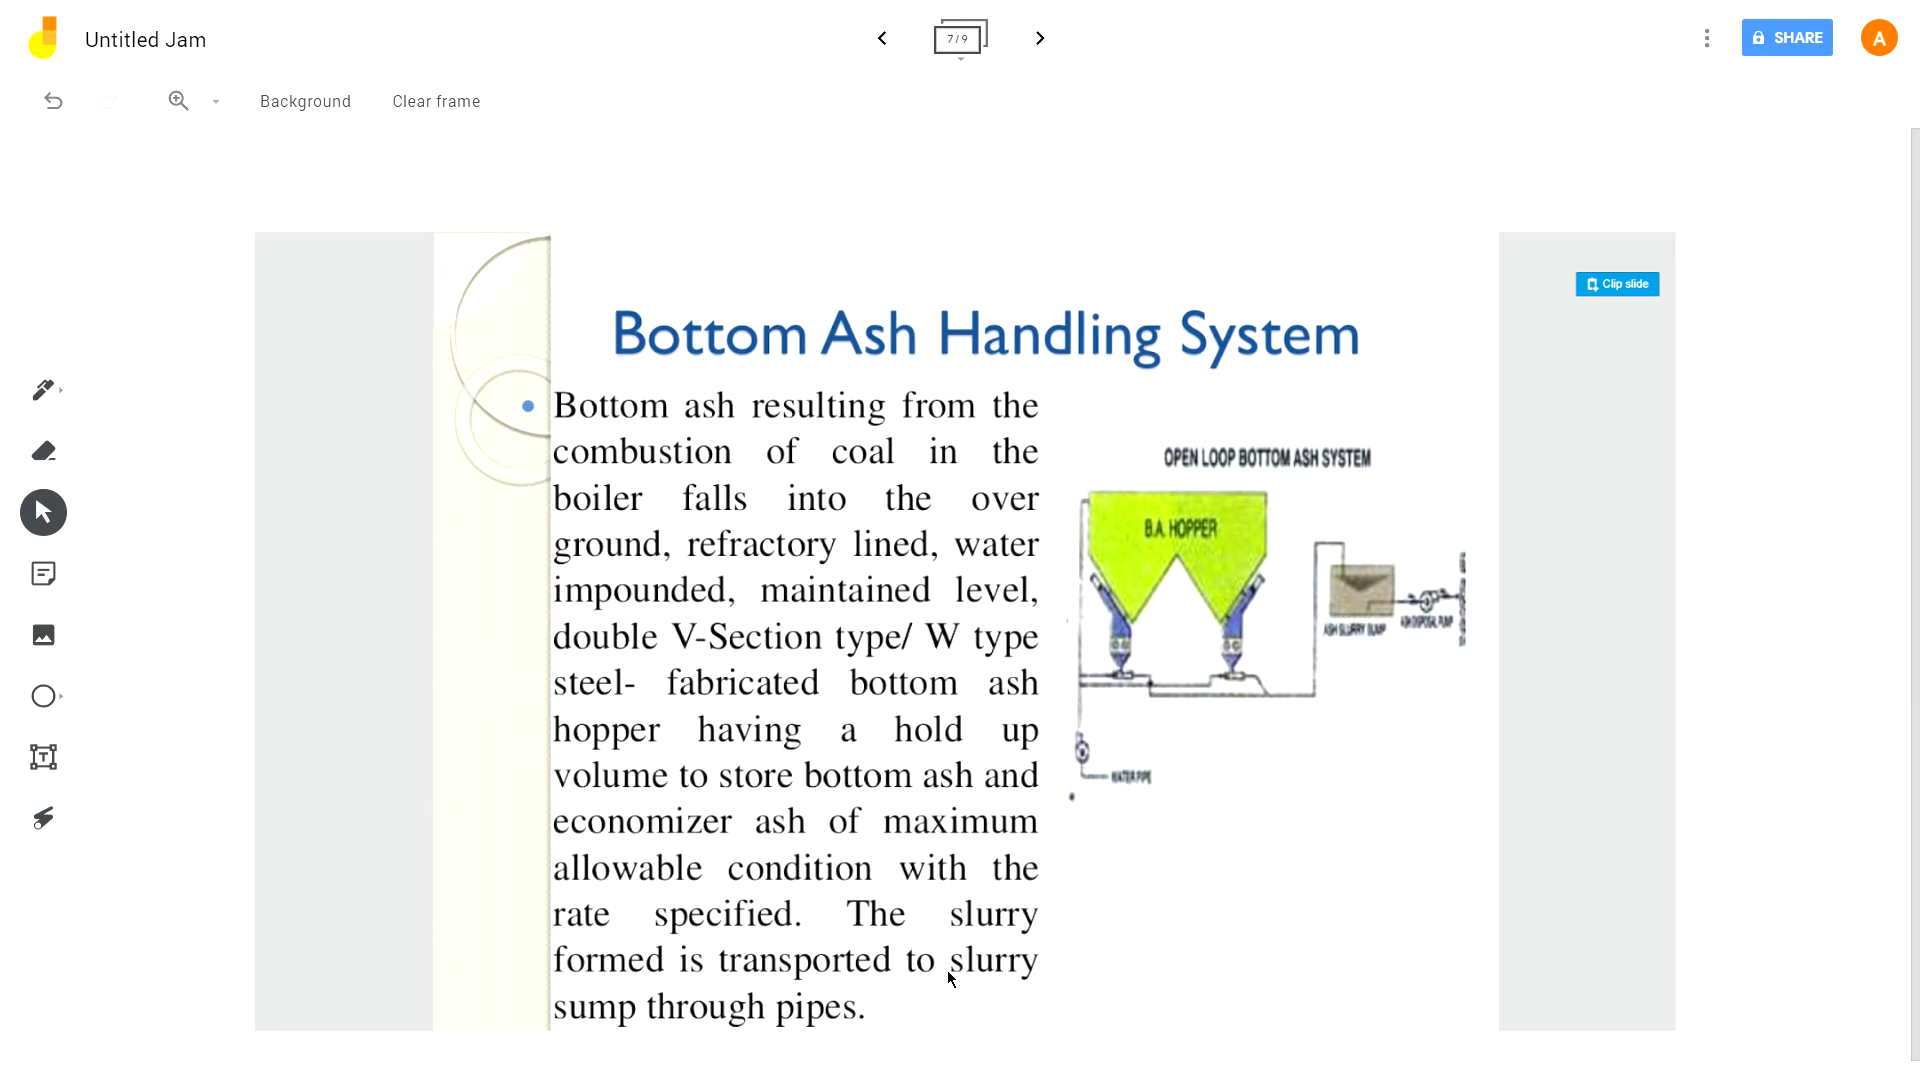 Untitled Jam
7/9
SHARE
A
Background
Clear frame
Clip slide
Bottom Ash Handling System
Bottom ash resulting from the
combustion of coal in the
boiler falls into the over
ground, refractory lined, water
impounded, maintained level,
double V-Section type/ W type
steel- fabricated bottom ash
hopper having a hold up
volume to store bottom ash and
economizer ash of maximum
allowable condition with the
rate specified. The slurry
formed is transported to slurry
sump through pipes.
OPEN LOOP BOTTOM ASH SYSTEM
B.A. HOPPER
ASH SLURRY SUMP
ASH DISPOSAL PUMP
WATER PIPE